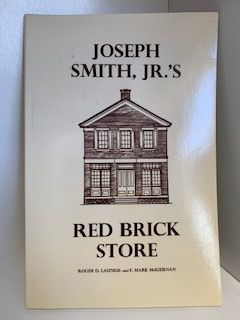 JOSEPH
SMITH, JR.'S
RED BRICK
STORE
ROGER D. LAUNIUS and F. MARK McKIERNAN